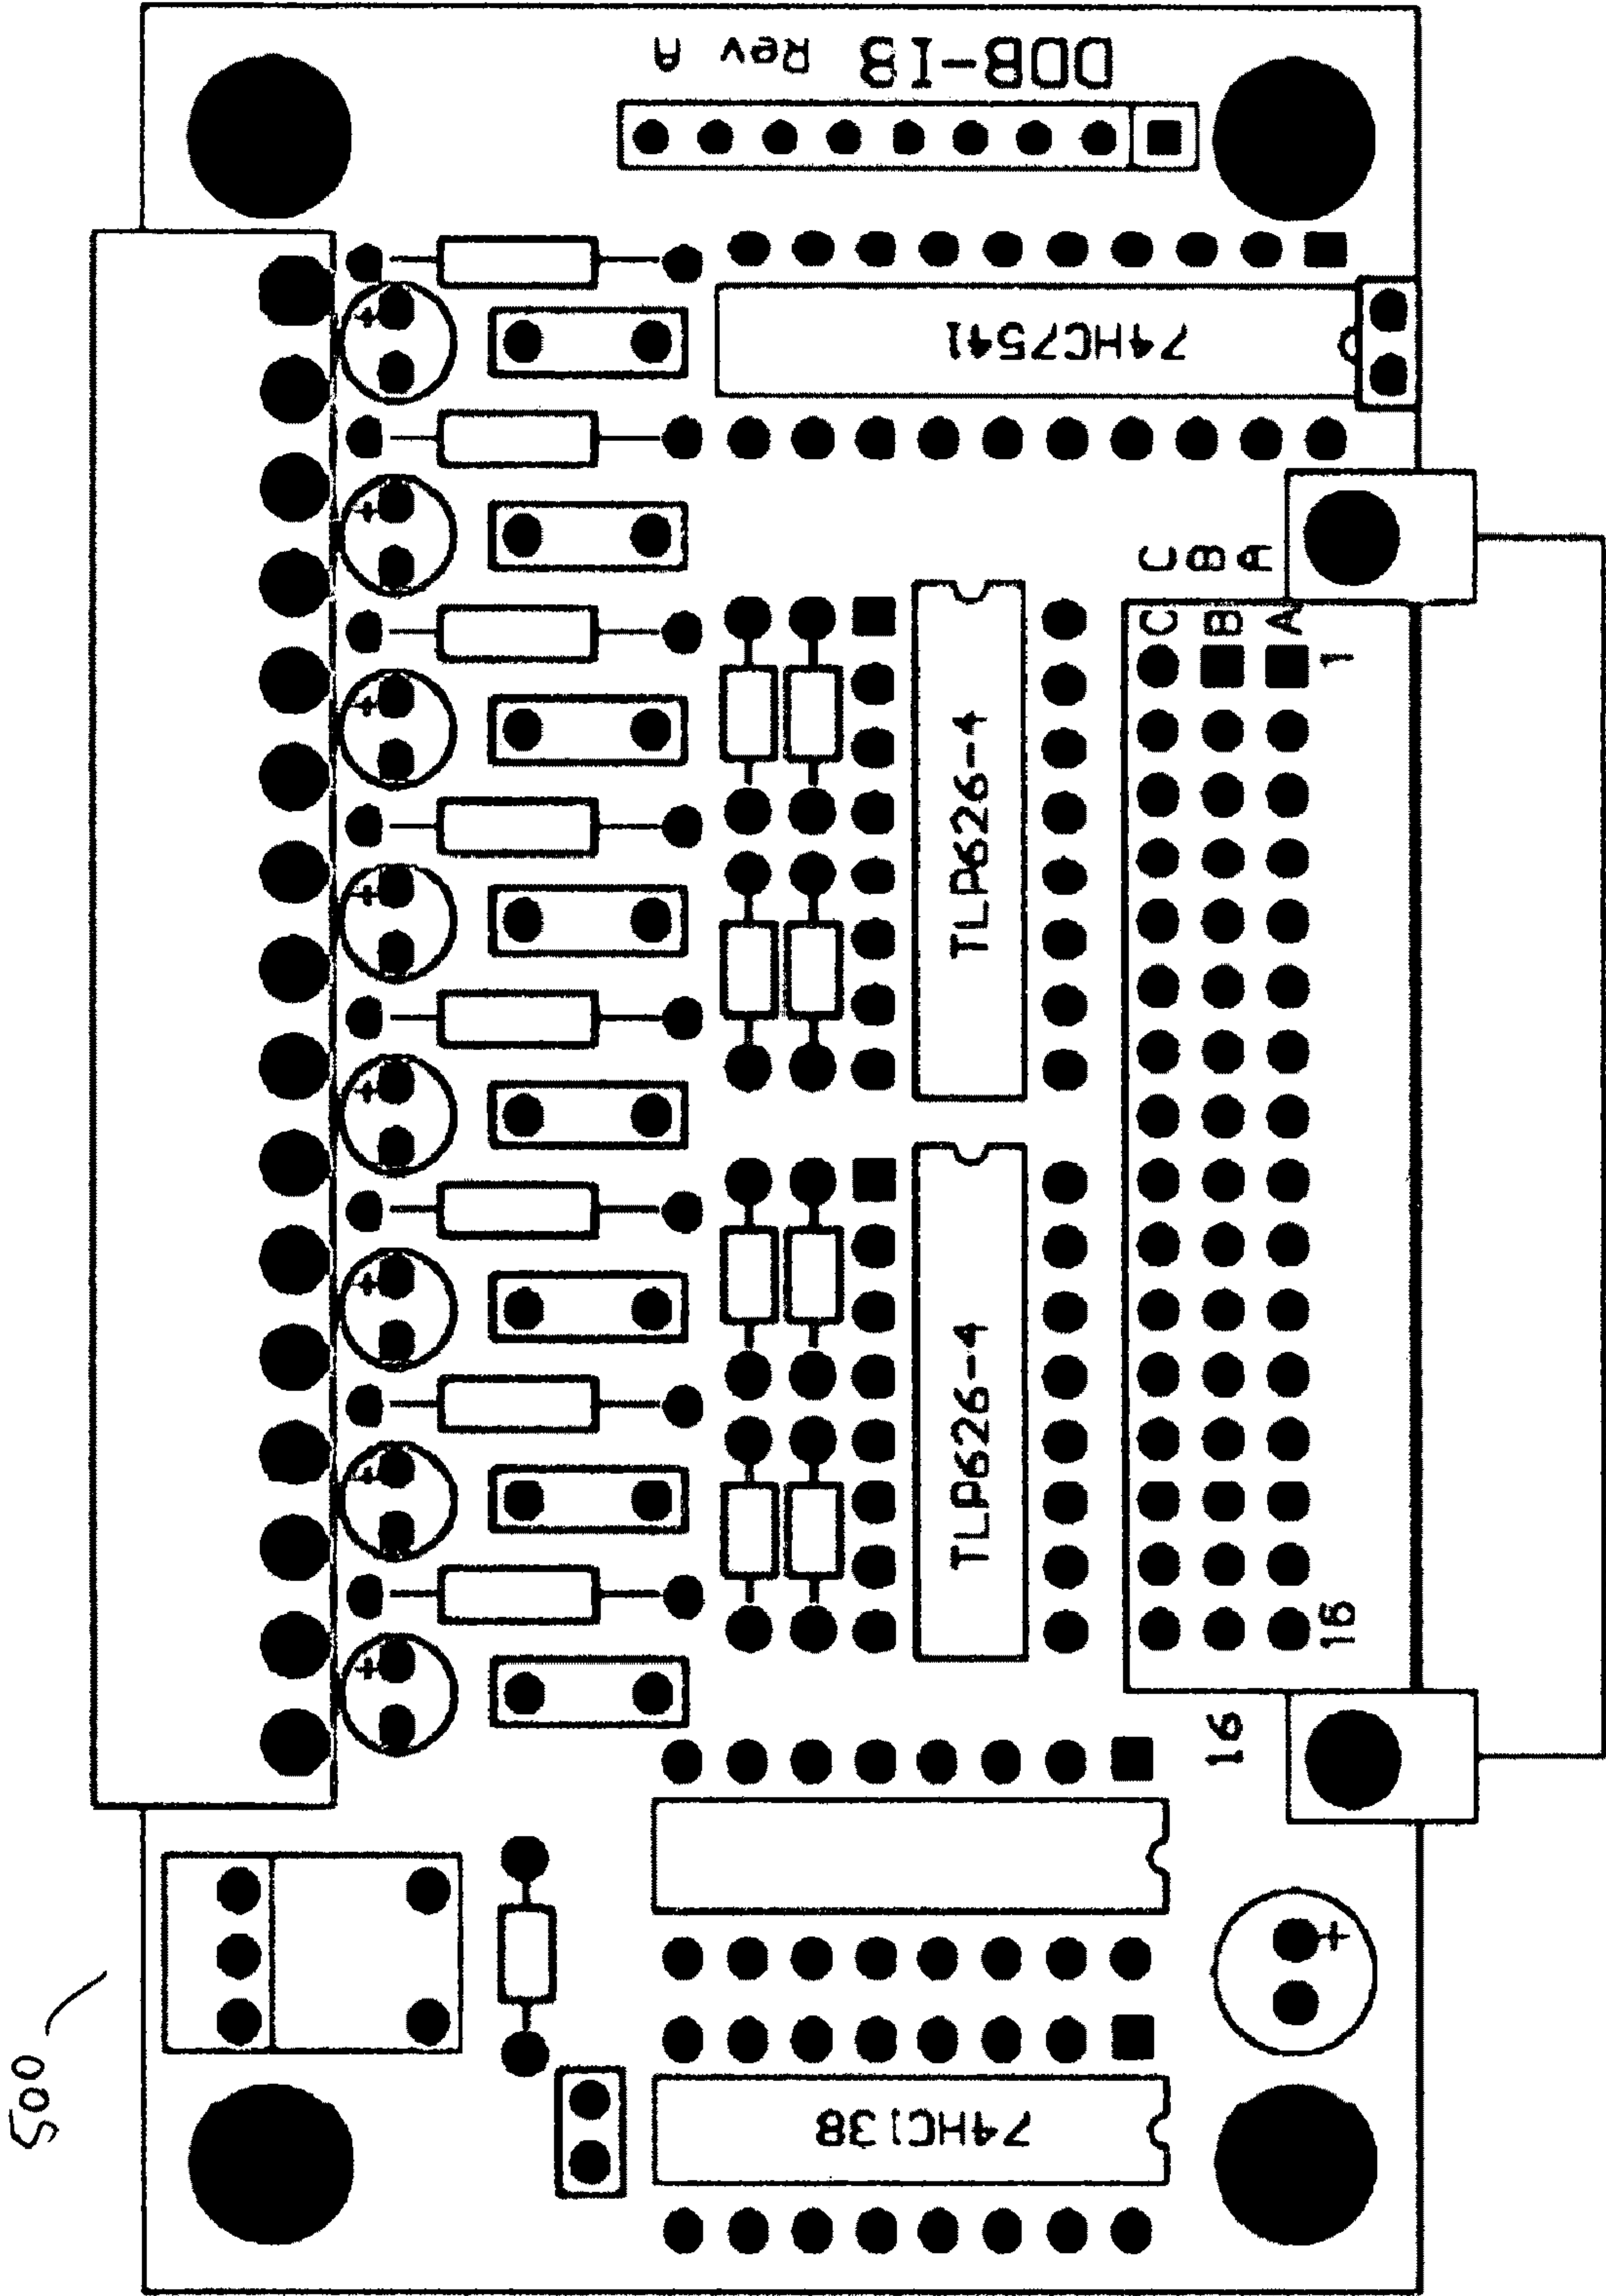 DDB-I8 Rev A
74HC7541
C B A
C B A
1
TLP626-4
TLP626-4
16
16
74HC138
500